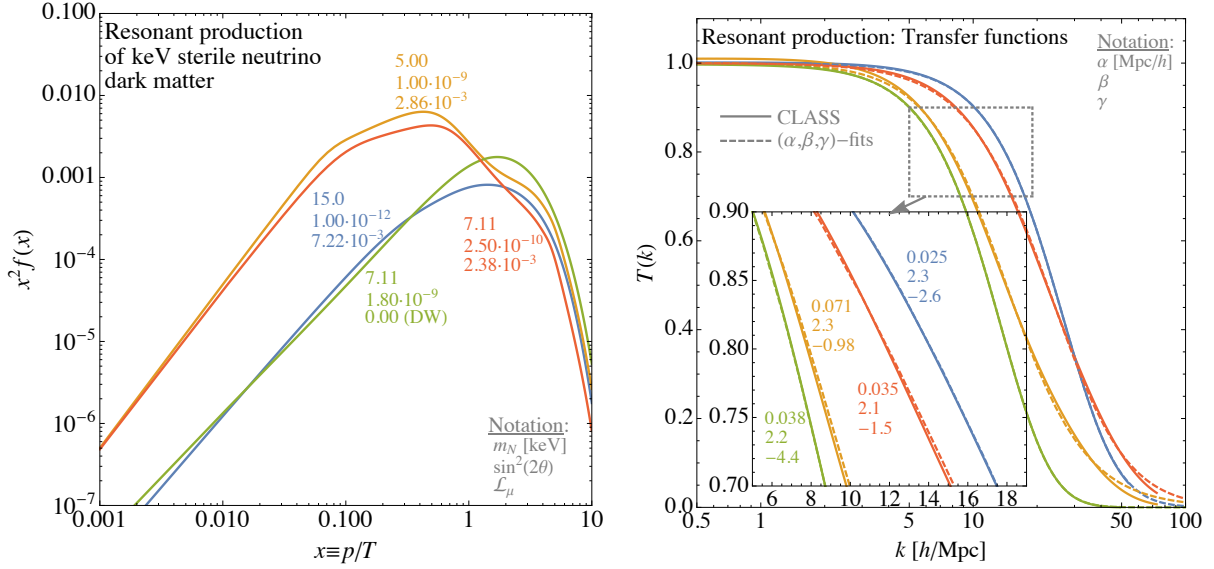 Resonant production
of keV sterile neutrino
dark matter
5.00
1.00·10⁻⁹
2.86·10⁻³
15.0
1.00·10⁻¹²
7.22·10⁻³
7.11
2.50·10⁻¹⁰
2.38·10⁻³
7.11
1.80·10⁻⁹
0.00 (DW)
Notation:
m_N [keV]
sin²(2θ)
ℒ_μ
0.100
0.010
0.001
10⁻⁴
10⁻⁵
10⁻⁶
10⁻⁷
x² f(x)
0.001 0.010 0.100 1 10
x≡p/T
Resonant production: Transfer functions
Notation:
α [Mpc/h]
β
γ
CLASS
(α,β,γ)−fits
1.0
0.8
0.6
0.4
0.2
0.0
T(k)
0.90
0.85
0.80
0.75
0.70
0.025
2.3
−2.6
0.071
2.3
−0.98
0.035
2.1
−1.5
0.038
2.2
−4.4
6 8 10 12 14 16 18
0.5 1 5 10 50 100
k [h/Mpc]